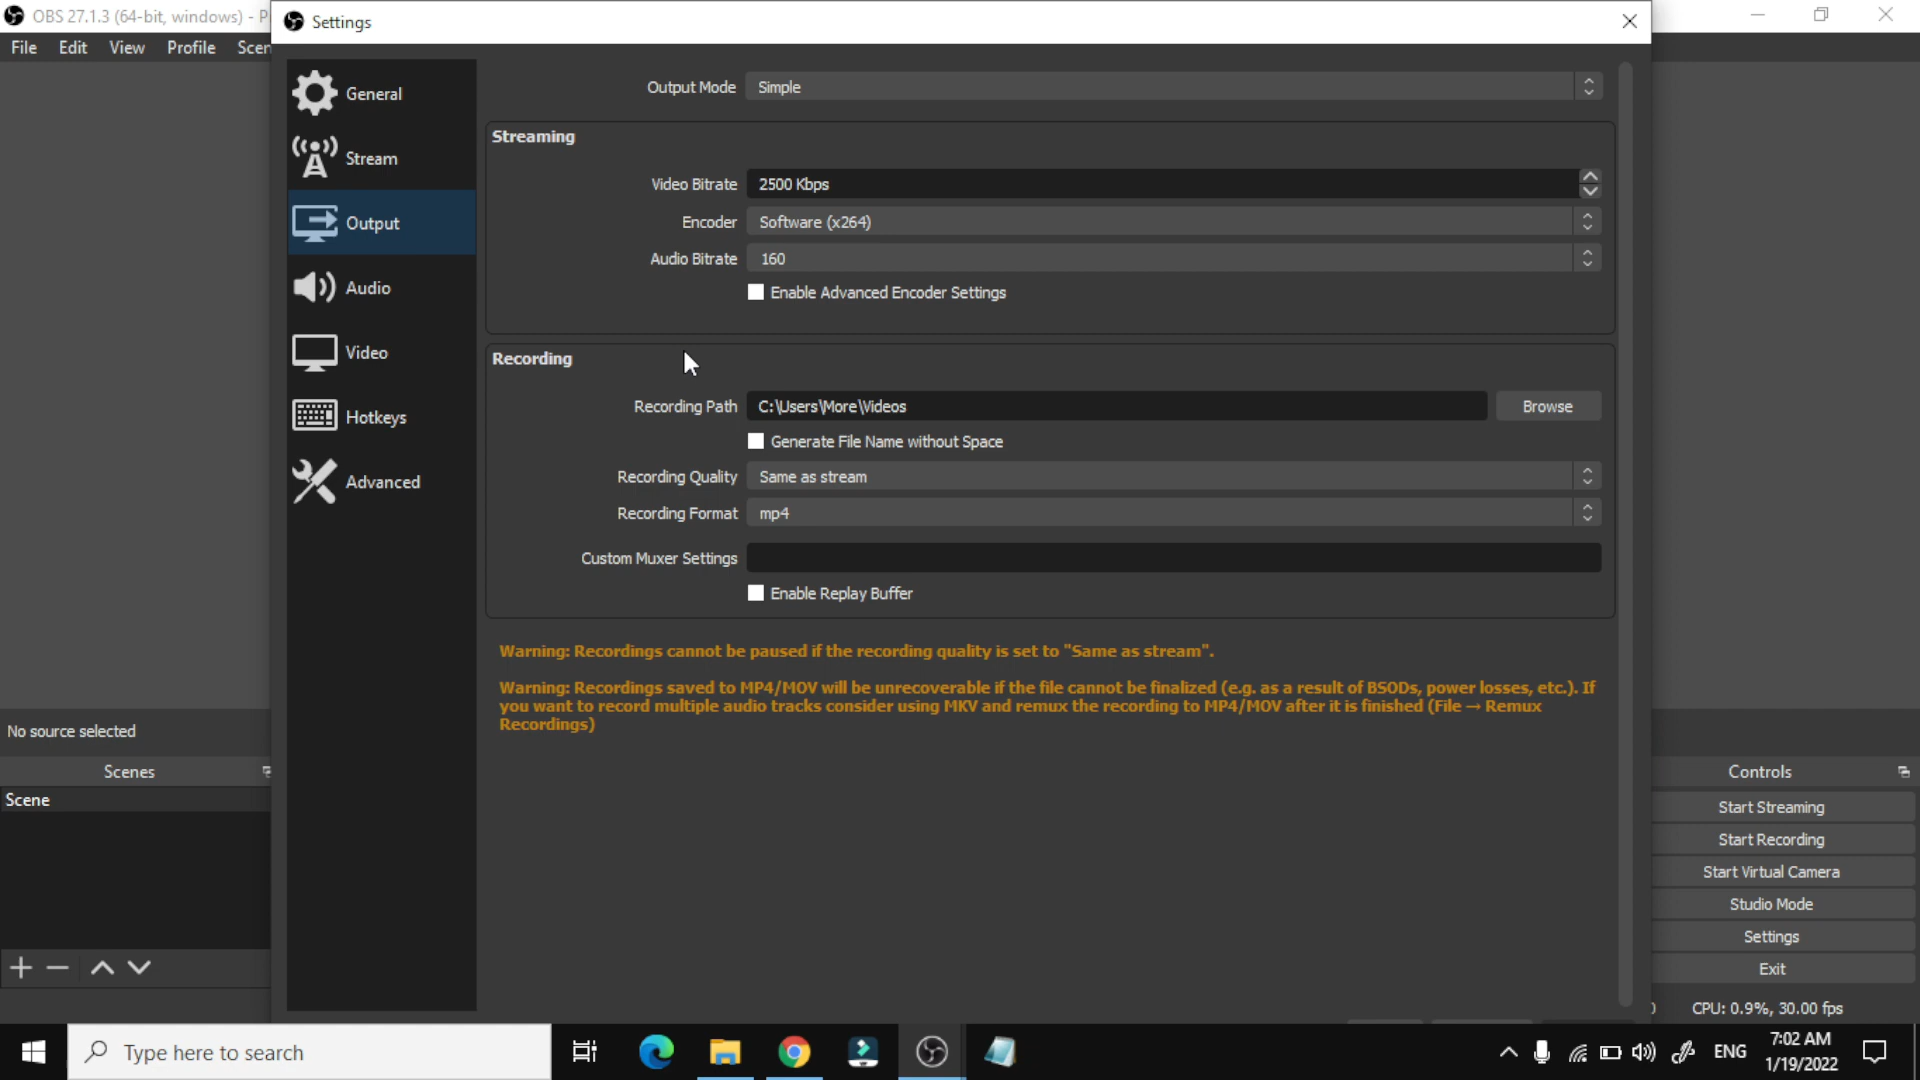 OBS 27.1.3 (64-bit, windows) - P
Settings
File Edit View Profile Scen
General
Stream
Output
Audio
Video
Hotkeys
Advanced
Output Mode Simple
Streaming
Video Bitrate 2500 Kbps
Encoder Software (x264)
Audio Bitrate 160
Enable Advanced Encoder Settings
Recording
Recording Path C:\Users\More\Videos Browse
Generate File Name without Space
Recording Quality Same as stream
Recording Format mp4
Custom Muxer Settings
Enable Replay Buffer
Warning: Recordings cannot be paused if the recording quality is set to "Same as stream".
Warning: Recordings saved to MP4/MOV will be unrecoverable if the file cannot be finalized (e.g. as a result of BSODs, power losses, etc.). If
you want to record multiple audio tracks consider using MKV and remux the recording to MP4/MOV after it is finished (File → Remux
Recordings)
No source selected
Scenes
Scene
Controls
Start Streaming
Start Recording
Start Virtual Camera
Studio Mode
Settings
Exit
CPU: 0.9%, 30.00 fps
Type here to search
ENG
7:02 AM
1/19/2022